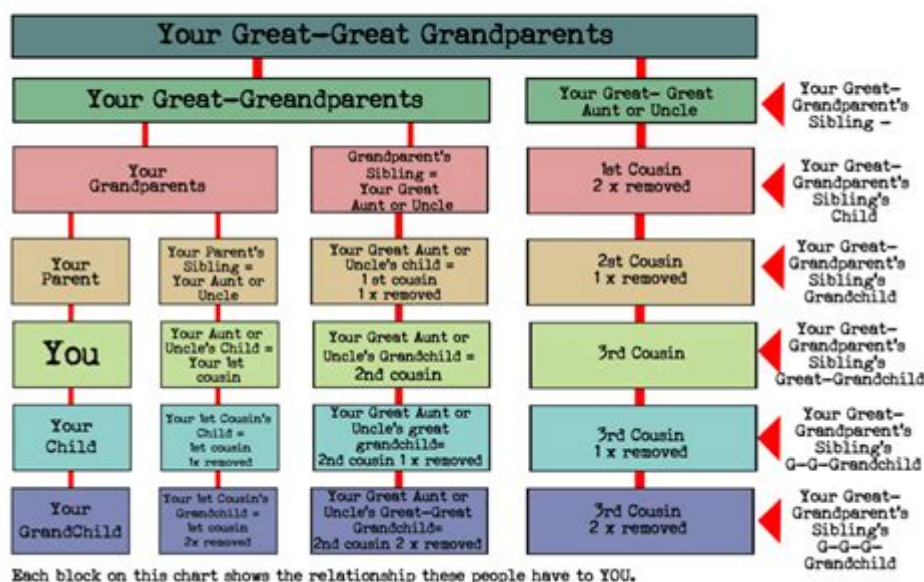 Your Great-Great Grandparents
Your Great-Greandparents
Your Great- Great
Aunt or Uncle
Your Great-
Grandparent's
Sibling -
Your
Grandparents
Grandparent's
Sibling =
Your Great
Aunt or Uncle
1st Cousin
2 x removed
Your Great-
Grandparent's
Sibling's
Child
Your
Parent
Your Parent's
Sibling =
Your Aunt or
Uncle
Your Great Aunt or
Uncle's child =
1st cousin
1x removed
2st Cousin
1 x removed
Your Great-
Grandparent's
Sibling's
Grandchild
You
Your Aunt or
Uncle's Child =
Your 1st
cousin
Your Great Aunt or
Uncle's Grandchild =
2nd cousin
3rd Cousin
Your Great-
Grandparent's
Sibling's
Great-Grandchild
Your
Child
Your 1st Cousin's
Child =
1st cousin
1x removed
Your Great Aunt or
Uncle's great
grandchild=
2nd cousin 1 x removed
3rd Cousin
1 x removed
Your Great-
Grandparent's
Sibling's
G-G-Grandchild
Your
GrandChild
Your 1st Cousin's
Grandchild =
1st cousin
2x removed
Your Great Aunt or
Uncle's Great-Great
Grandchild=
2nd cousin 2 x removed
3rd Cousin
2 x removed
Your Great-
Grandparent's
Sibling's
G-G-G-
Grandchild
Each block on this chart shows the relationship these people have to YOU.